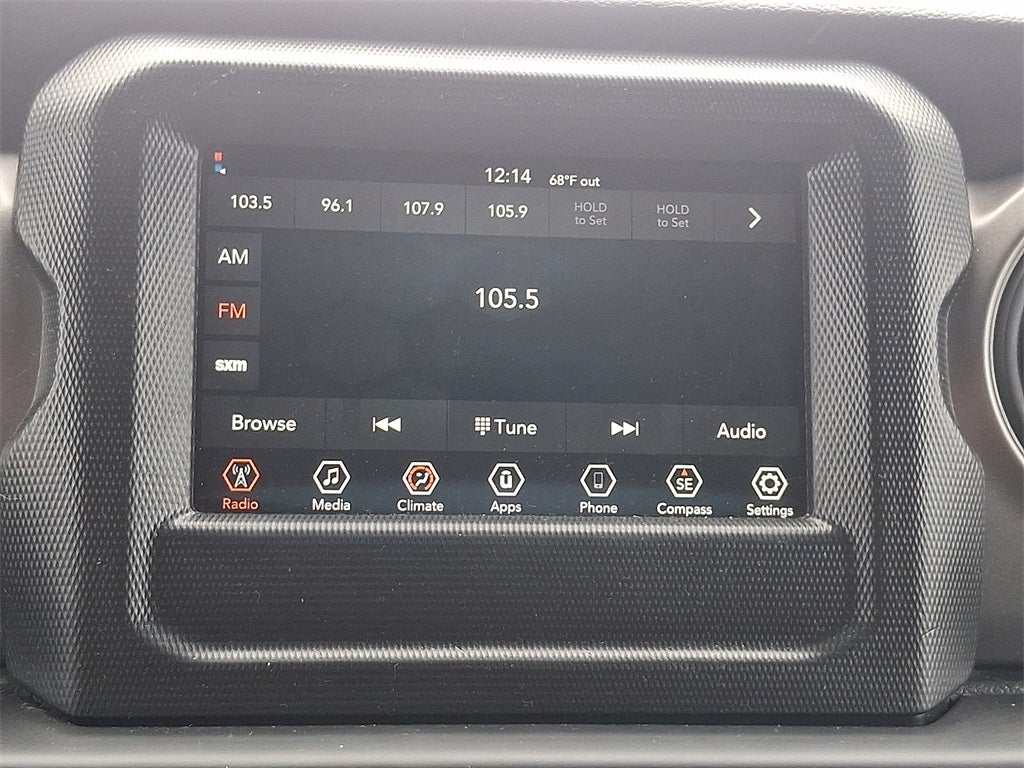 12:14 68°F out
103.5 96.1 107.9 105.9 HOLD to Set HOLD to Set
AM
105.5
FM
sxm
Browse Tune Audio
SE
Radio Media Climate Apps Phone Compass Settings